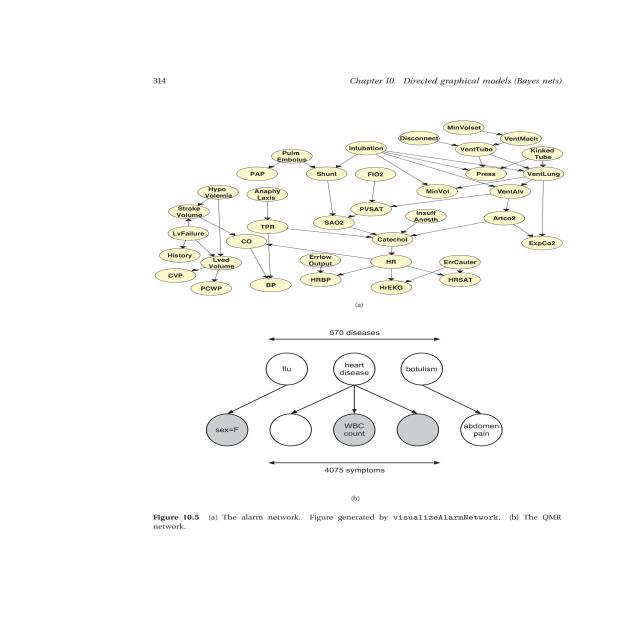 314
Chapter 10. Directed graphical models (Bayes nets)
MinVolset
Disconnect
VentMach
Pulm
Embolus
Intubation
VentTube
Kinked
Tube
PAP
Shunt
FIO2
Press
VentLung
Hypo
Volemia
Anaphy
Laxis
MinVol
VentAlv
Stroke
Volume
PVSAT
Insuff
Anesth
Artco2
TPR
SAO2
LvFailure
CO
Catechol
ExpCo2
History
Lved
Volume
Errlow
Output
HR
ErrCauter
CVP
PCWP
BP
HRBP
HrEKG
HRSAT
(a)
570 diseases
flu
heart
disease
botulism
sex=F
WBC
count
abdomen
pain
4075 symptoms
(b)
Figure 10.5 (a) The alarm network. Figure generated by visualizeAlarmNetwork. (b) The QMR
network.